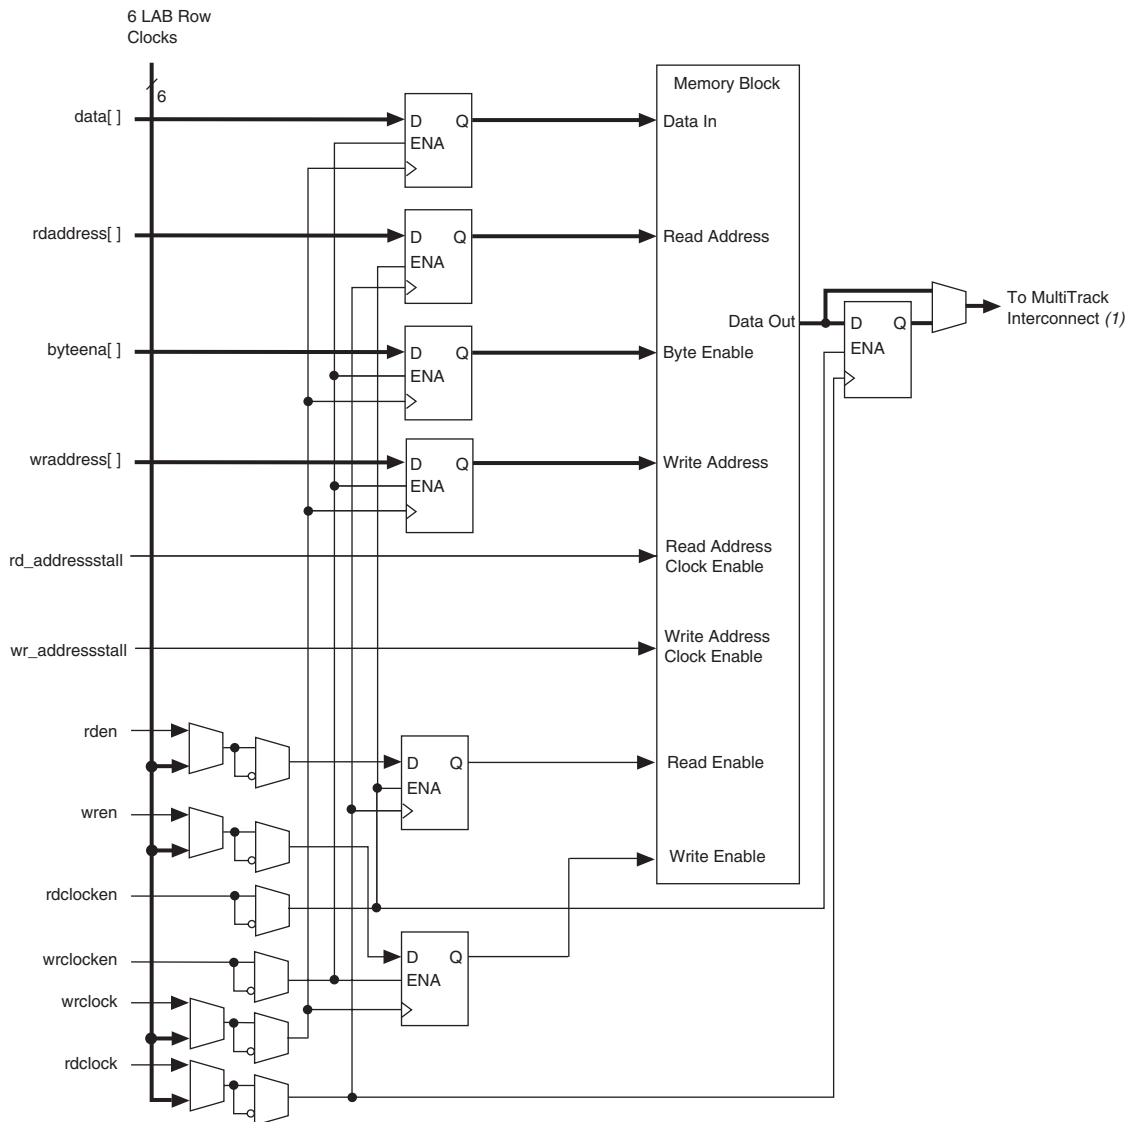 6 LAB Row
Clocks
6
data[ ]
D Q
ENA
Memory Block
Data In
rdaddress[ ]
D Q
ENA
Read Address
byteena[ ]
D Q
ENA
Byte Enable
Data Out
D Q
ENA
To MultiTrack
Interconnect (1)
wraddress[ ]
D Q
ENA
Write Address
rd_addressstall
Read Address
Clock Enable
wr_addressstall
Write Address
Clock Enable
rden
D Q
ENA
Read Enable
wren
Write Enable
rdclocken
wrclocken
D Q
ENA
wrclock
rdclock